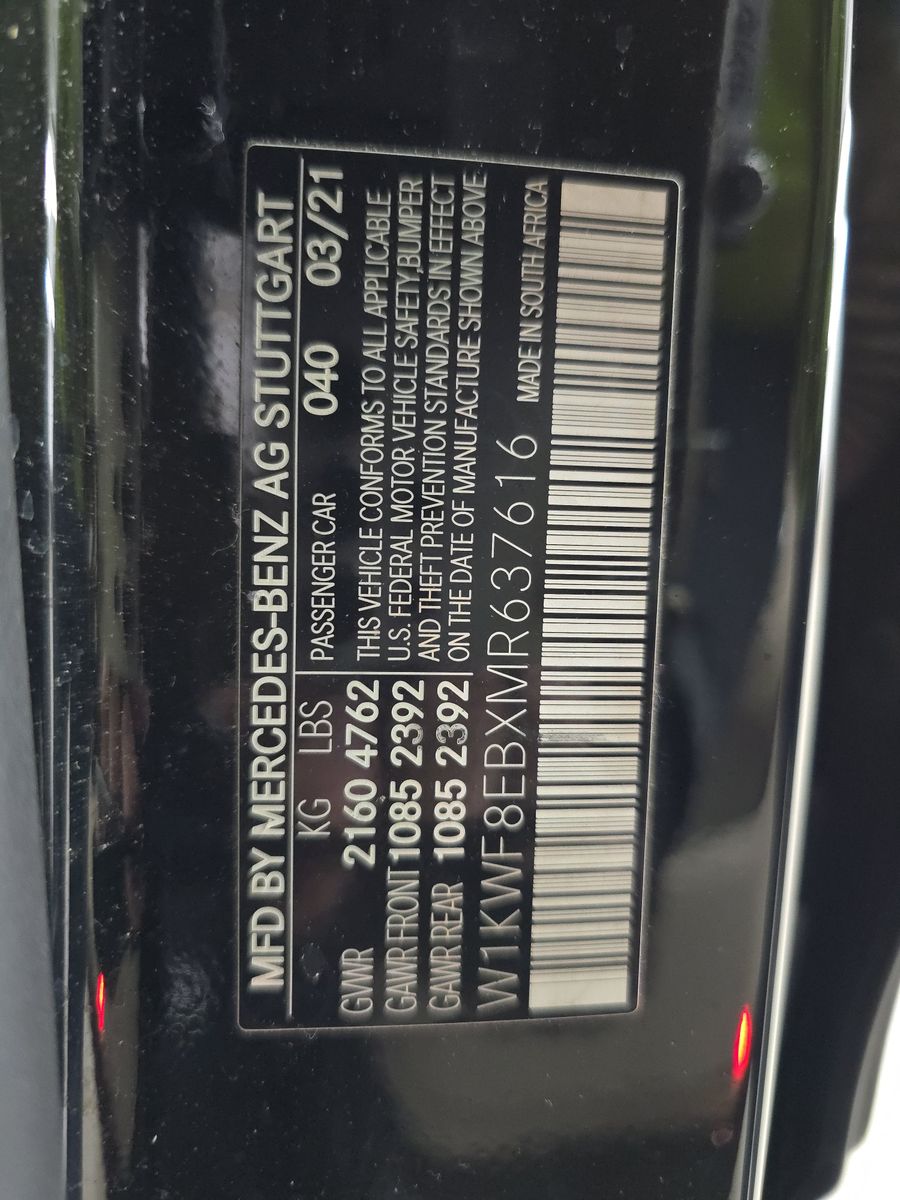 MFD BY MERCEDES-BENZ AG STUTTGART
KG LBS PASSENGER CAR 040 03/21
GWR 2160 4762 THIS VEHICLE CONFORMS TO ALL APPLICABLE
U.S. FEDERAL MOTOR VEHICLE SAFETY,BUMPER
GAWR FRONT 1085 2392 AND THEFT PREVENTION STANDARDS IN EFFECT
GAWR REAR 1085 2392 ON THE DATE OF MANUFACTURE SHOWN ABOVE
W1KWF8EBXMR637616 MADE IN SOUTH AFRICA